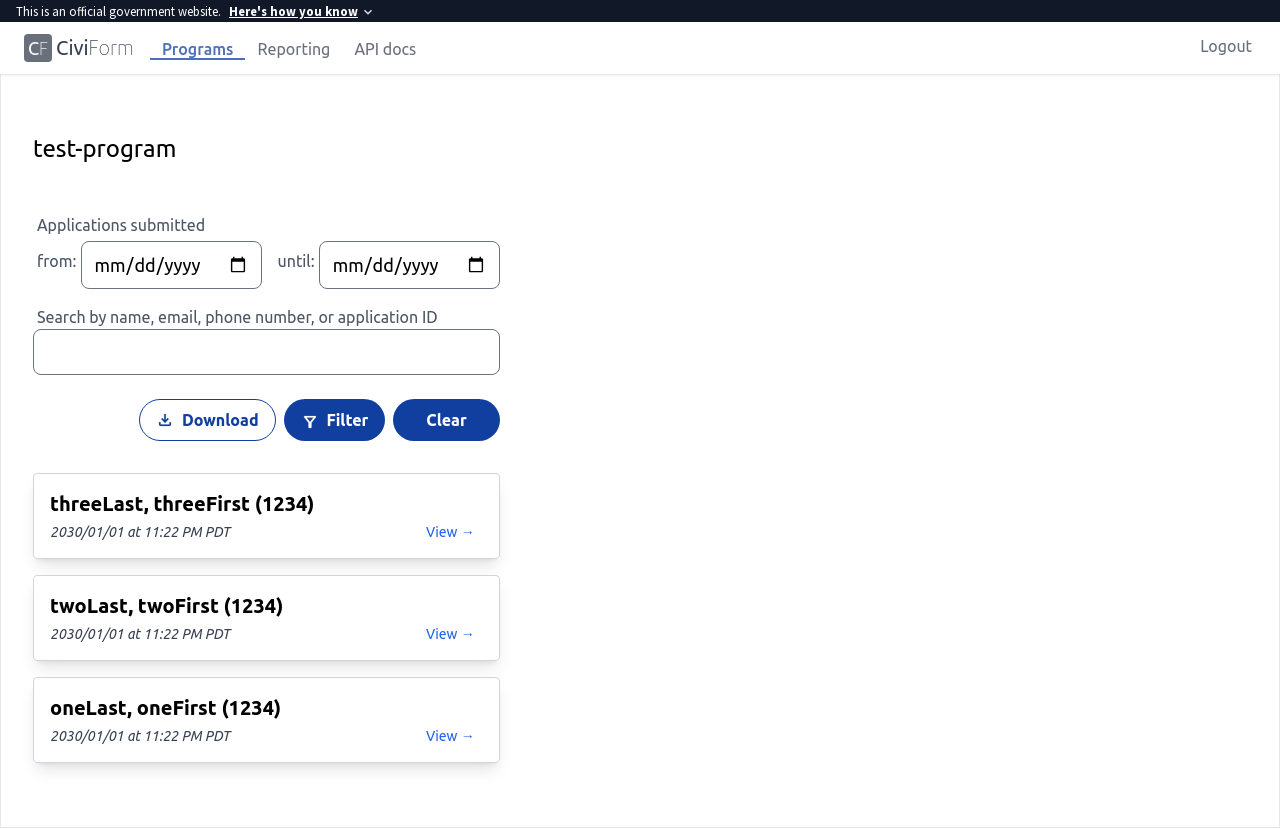 This is an official government website. Here's how you know
CF CiviForm Programs Reporting API docs Logout
test-program
Applications submitted
from: mm/dd/yyyy until: mm/dd/yyyy
Search by name, email, phone number, or application ID
Download Filter Clear
threeLast, threeFirst (1234)
2030/01/01 at 11:22 PM PDT View →
twoLast, twoFirst (1234)
2030/01/01 at 11:22 PM PDT View →
oneLast, oneFirst (1234)
2030/01/01 at 11:22 PM PDT View →